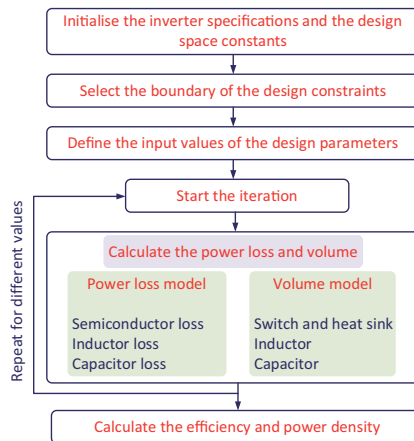 Initialise the inverter specifications and the design
space constants
Select the boundary of the design constraints
Define the input values of the design parameters
Start the iteration
Repeat for different values
Calculate the power loss and volume
Power loss model
Semiconductor loss
Inductor loss
Capacitor loss
Volume model
Switch and heat sink
Inductor
Capacitor
Calculate the efficiency and power density